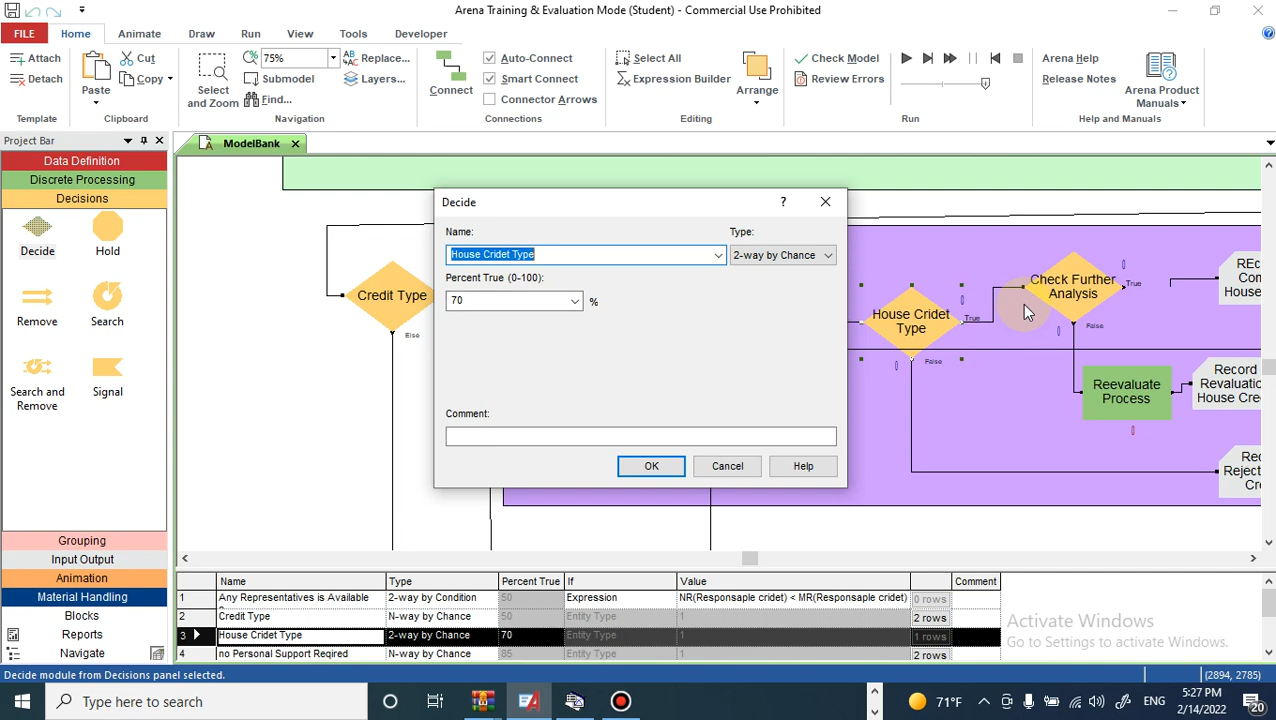 Arena Training & Evaluation Mode (Student) - Commercial Use Prohibited
FILE Home Animate Draw Run View Tools Developer
Attach
Detach
Template
Paste
Cut
Copy
Clipboard
Select and Zoom
75%
Submodel
Find...
Replace...
Layers...
Navigation
Connect
Auto-Connect
Smart Connect
Connector Arrows
Connections
Select All
Expression Builder
Arrange
Editing
Check Model
Review Errors
Run
Arena Help
Release Notes
Arena Product Manuals
Help and Manuals
Project Bar
Data Definition
Discrete Processing
Decisions
Decide
Hold
Remove
Search
Search and Remove
Signal
Grouping
Input Output
Animation
Material Handling
Blocks
Reports
Navigate
ModelBank
Credit Type
Else
Decide
?
Name:
House Cridet Type
Type:
2-way by Chance
Percent True (0-100):
70
%
Comment:
OK
Cancel
Help
House Cridet
Type
True
False
Check Further
Analysis
True
False
REc
Com
House
Reevaluate
Process
Record
Revaluation
House Cre
Rec
Reject
Cre
Name Type Percent True If Value Comment
1 Any Representatives is Available 2-way by Condition 50 Expression NR(Responsaple cridet) < MR(Responsaple cridet) 0 rows
2 Credit Type N-way by Chance 50 Entity Type 1 2 rows
3 House Cridet Type 2-way by Chance 70 Entity Type 1 1 rows
4 no Personal Support Reqired N-way by Chance 85 Entity Type 1 2 rows
Activate Windows
Go to Settings to activate Windows.
Decide module from Decisions panel selected.
(2894, 2785)
Type here to search
71°F
ENG
5:27 PM
2/14/2022
20